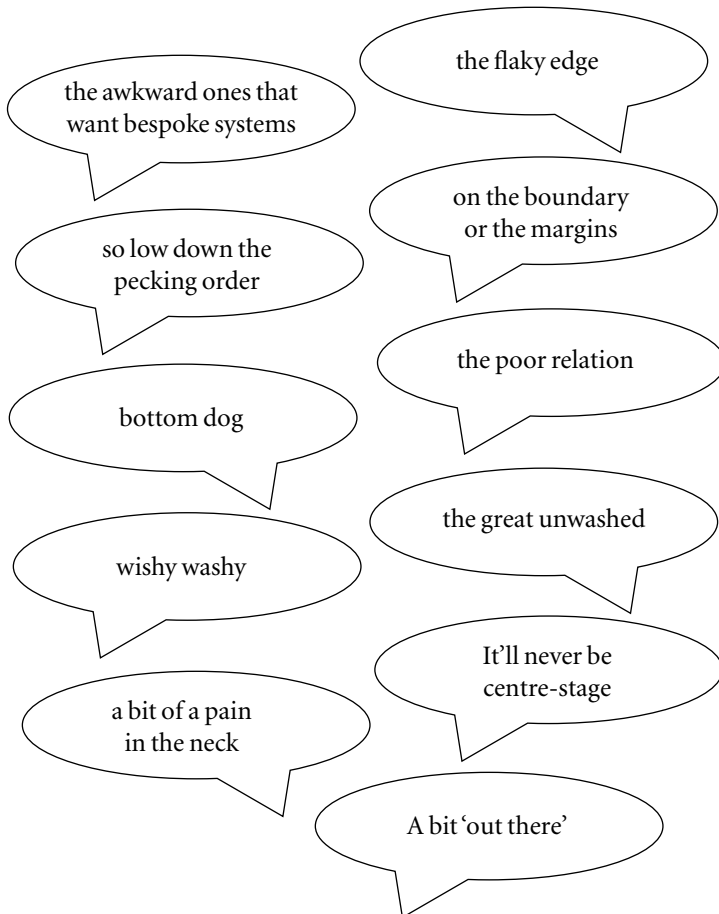 the flaky edge
the awkward ones that
want bespoke systems
on the boundary
or the margins
so low down the
pecking order
the poor relation
bottom dog
the great unwashed
wishy washy
It’ll never be
centre-stage
a bit of a pain
in the neck
A bit ‘out there’